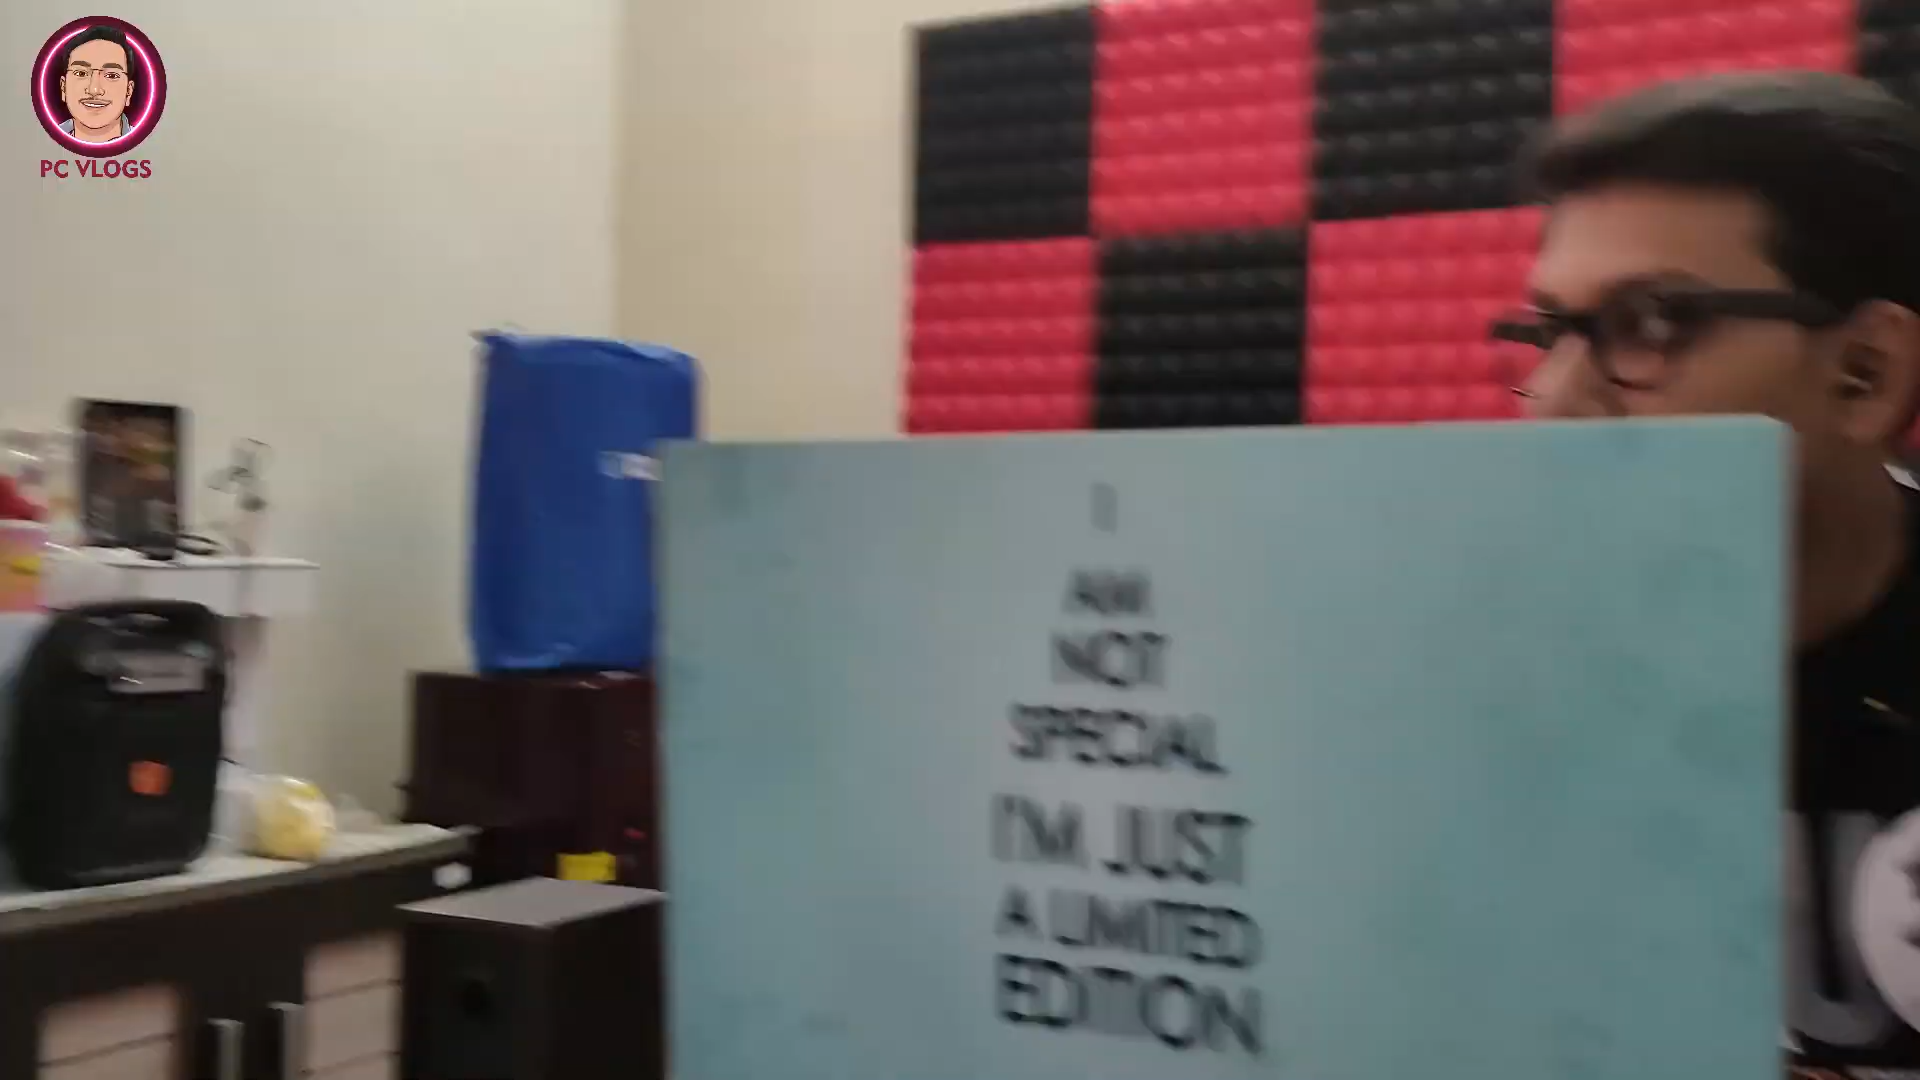 PC VLOGS
I
AM
NOT
SPECIAL
I'M JUST
A LIMITED
EDITION